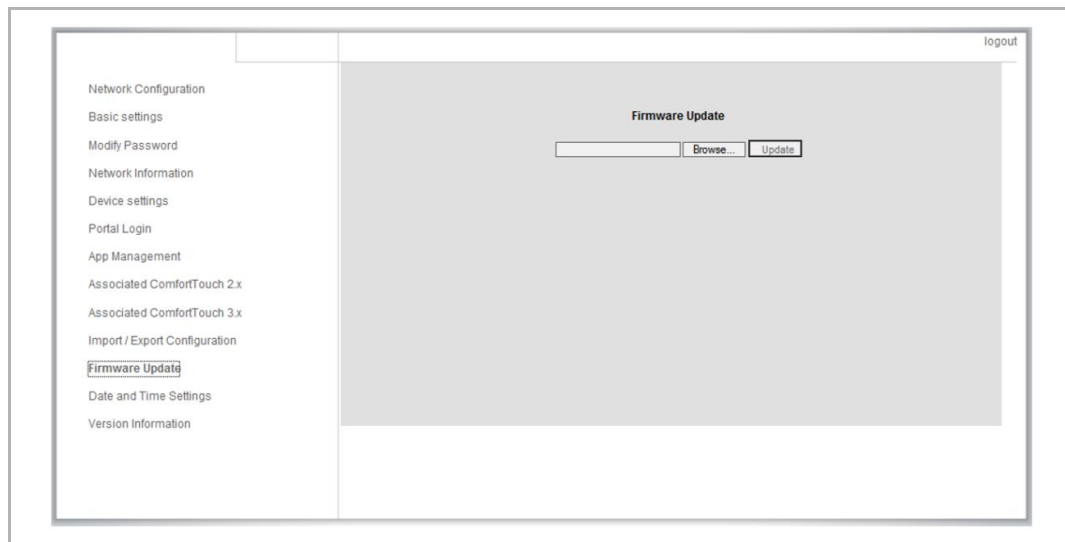 logout
Network Configuration
Basic settings
Modify Password
Network Information
Device settings
Portal Login
App Management
Associated ComfortTouch 2.x
Associated ComfortTouch 3.x
Import / Export Configuration
Firmware Update
Date and Time Settings
Version Information
Firmware Update
Browse... Update